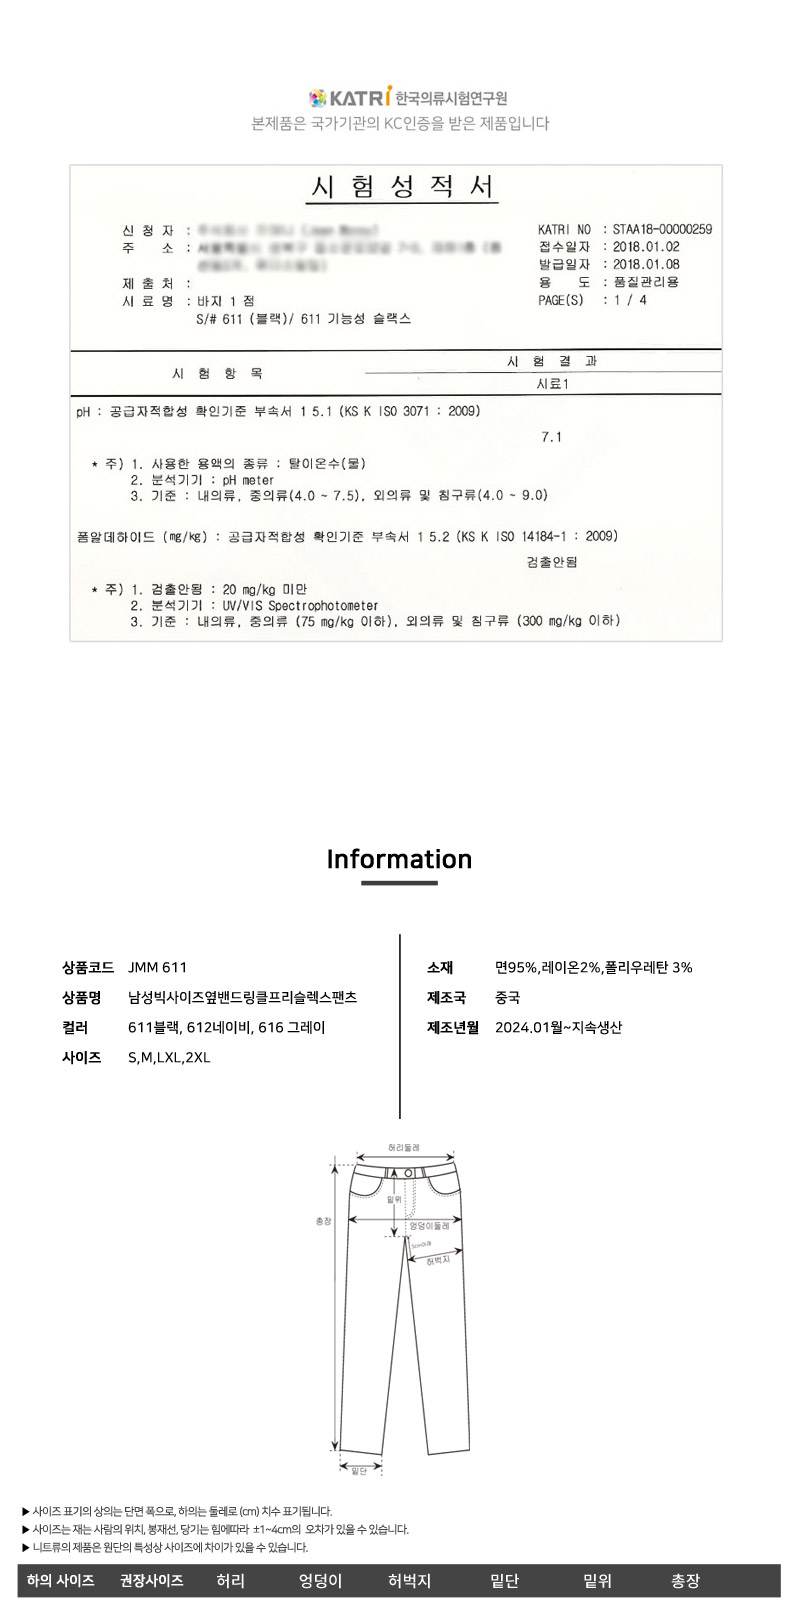 KATRi 한국의류시험연구원
본제품은 국가기관의 KC인증을 받은 제품입니다
시 험 성 적 서
신 청 자 :
주 소 :
제 출 처 :
시 료 명 : 바지 1 점
S/# 611 (블랙)/ 611 기능성 슬랙스
KATRI NO : STAA18-00000259
접수일자 : 2018.01.02
발급일자 : 2018.01.08
용 도 : 품질관리용
PAGE(S) : 1 / 4
시 험 항 목
시 험 결 과
시료1
pH : 공급자적합성 확인기준 부속서 1 5.1 (KS K ISO 3071 : 2009)
7.1
* 주) 1. 사용한 용액의 종류 : 탈이온수(물)
2. 분석기기 : pH meter
3. 기준 : 내의류, 중의류(4.0 ~ 7.5), 외의류 및 침구류(4.0 ~ 9.0)
폼알데하이드 (mg/kg) : 공급자적합성 확인기준 부속서 1 5.2 (KS K ISO 14184-1 : 2009)
검출안됨
* 주) 1. 검출안됨 : 20 mg/kg 미만
2. 분석기기 : UV/VIS Spectrophotometer
3. 기준 : 내의류, 중의류 (75 mg/kg 이하), 외의류 및 침구류 (300 mg/kg 이하)
Information
상품코드 JMM 611
상품명 남성빅사이즈옆밴드링클프리슬렉스팬츠
컬러 611블랙, 612네이비, 616 그레이
사이즈 S,M,LXL,2XL
소재 면95%,레이온2%,폴리우레탄 3%
제조국 중국
제조년월 2024.01월~지속생산
허리둘레
밑위
총장
엉덩이둘레
허벅지
밑단
▶ 사이즈 표기의 상의는 단면 폭으로, 하의는 둘레로 (cm) 치수 표기됩니다.
▶ 사이즈는 재는 사람의 위치, 봉재선, 당기는 힘에따라 ±1~4cm의 오차가 있을 수 있습니다.
▶ 니트류의 제품은 원단의 특성상 사이즈에 차이가 있을 수 있습니다.
하의 사이즈 권장사이즈 허리 엉덩이 허벅지 밑단 밑위 총장